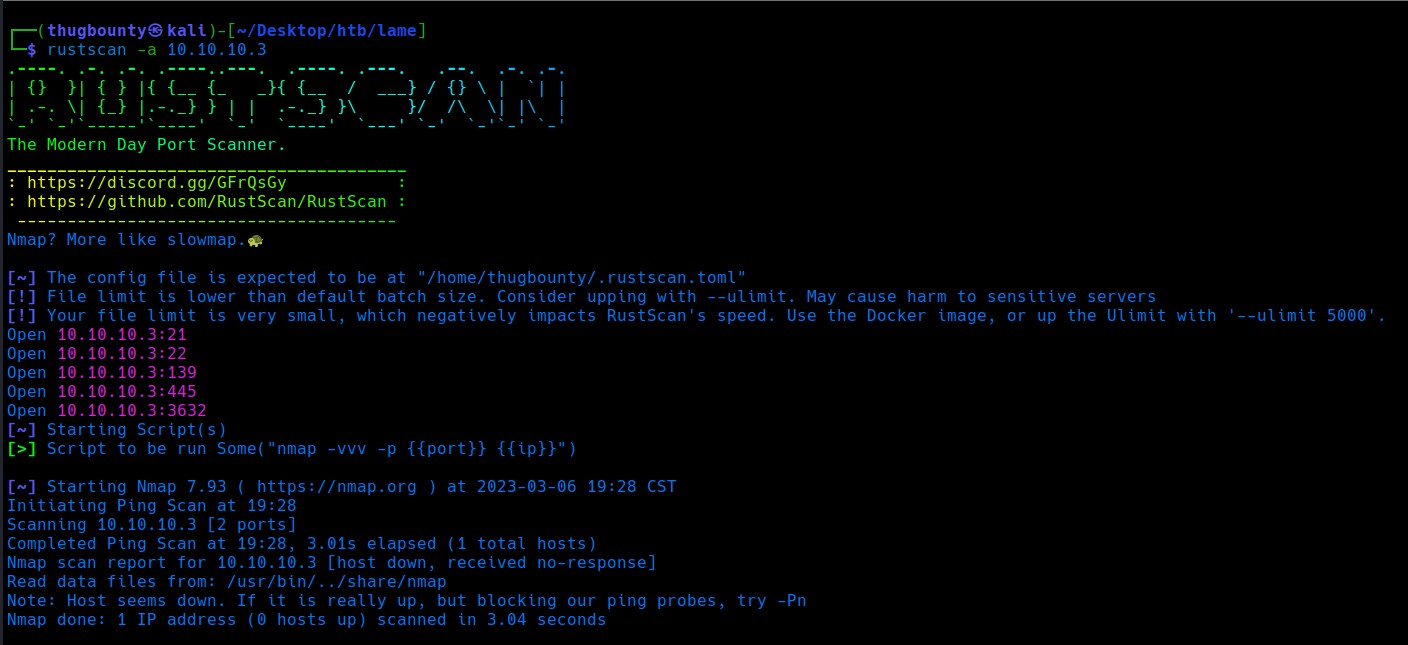 ┌──(thugbounty㉿kali)-[~/Desktop/htb/lame]
└─$ rustscan -a 10.10.10.3
.----. .-. .-. .----..---.  .----. .---.   .--.  .-. .-.
| {}  }| { } |{ {__ {_   _}{ {__  /  ___} / {} \ |  `| |
| .-. \| {_} |.-._} } | |  .-._} }\     }/  /\  \| |\  |
`-' `-'`-----'`----'  `-'  `----'  `---' `-'  `-'`-' `-'
The Modern Day Port Scanner.
________________________________________
: https://discord.gg/GFrQsGy           :
: https://github.com/RustScan/RustScan :
 --------------------------------------
Nmap? More like slowmap.🐢
[~] The config file is expected to be at "/home/thugbounty/.rustscan.toml"
[!] File limit is lower than default batch size. Consider upping with --ulimit. May cause harm to sensitive servers
[!] Your file limit is very small, which negatively impacts RustScan's speed. Use the Docker image, or up the Ulimit with '--ulimit 5000'.
Open 10.10.10.3:21
Open 10.10.10.3:22
Open 10.10.10.3:139
Open 10.10.10.3:445
Open 10.10.10.3:3632
[~] Starting Script(s)
[>] Script to be run Some("nmap -vvv -p {{port}} {{ip}}")
[~] Starting Nmap 7.93 ( https://nmap.org ) at 2023-03-06 19:28 CST
Initiating Ping Scan at 19:28
Scanning 10.10.10.3 [2 ports]
Completed Ping Scan at 19:28, 3.01s elapsed (1 total hosts)
Nmap scan report for 10.10.10.3 [host down, received no-response]
Read data files from: /usr/bin/../share/nmap
Note: Host seems down. If it is really up, but blocking our ping probes, try -Pn
Nmap done: 1 IP address (0 hosts up) scanned in 3.04 seconds